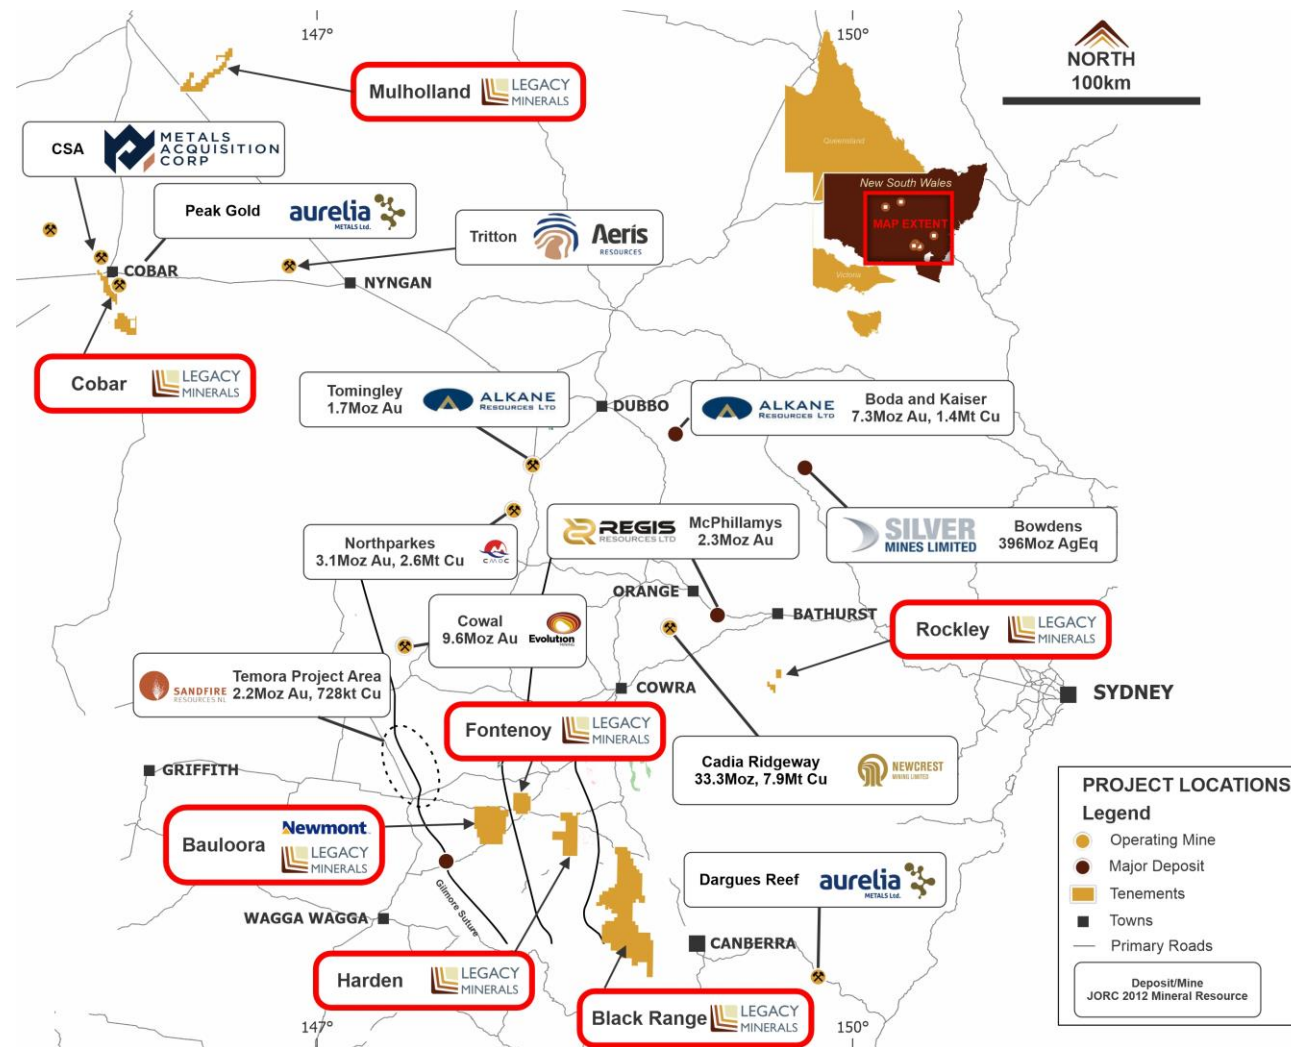 147°
150°
NORTH
100km
Mulholland
LEGACY
MINERALS
CSA
METALS
ACQUISITION
CORP
Peak Gold
aurelia
METALS Ltd.
Tritton
Aeris
RESOURCES
COBAR
NYNGAN
Queensland
New South Wales
MAP EXTENT
Victoria
Cobar
LEGACY
MINERALS
Tomingley
1.7Moz Au
ALKANE
RESOURCES LTD
DUBBO
ALKANE
RESOURCES LTD
Boda and Kaiser
7.3Moz Au, 1.4Mt Cu
Northparkes
3.1Moz Au, 2.6Mt Cu
CMOC
REGIS
RESOURCES LTD
McPhillamys
2.3Moz Au
SILVER
MINES LIMITED
Bowdens
396Moz AgEq
ORANGE
BATHURST
Cowal
9.6Moz Au
Evolution
MINING
Rockley
LEGACY
MINERALS
SANDFIRE
RESOURCES NL
Temora Project Area
2.2Moz Au, 728kt Cu
COWRA
SYDNEY
Fontenoy
LEGACY
MINERALS
Cadia Ridgeway
33.3Moz, 7.9Mt Cu
NEWCREST
MINING LIMITED
GRIFFITH
Bauloora
Newmont
LEGACY
MINERALS
Gilmore Suture
Dargues Reef
aurelia
METALS Ltd.
WAGGA WAGGA
CANBERRA
Harden
LEGACY
MINERALS
Black Range
LEGACY
MINERALS
PROJECT LOCATIONS
Legend
Operating Mine
Major Deposit
Tenements
Towns
Primary Roads
Deposit/Mine
JORC 2012 Mineral Resource
147°
150°